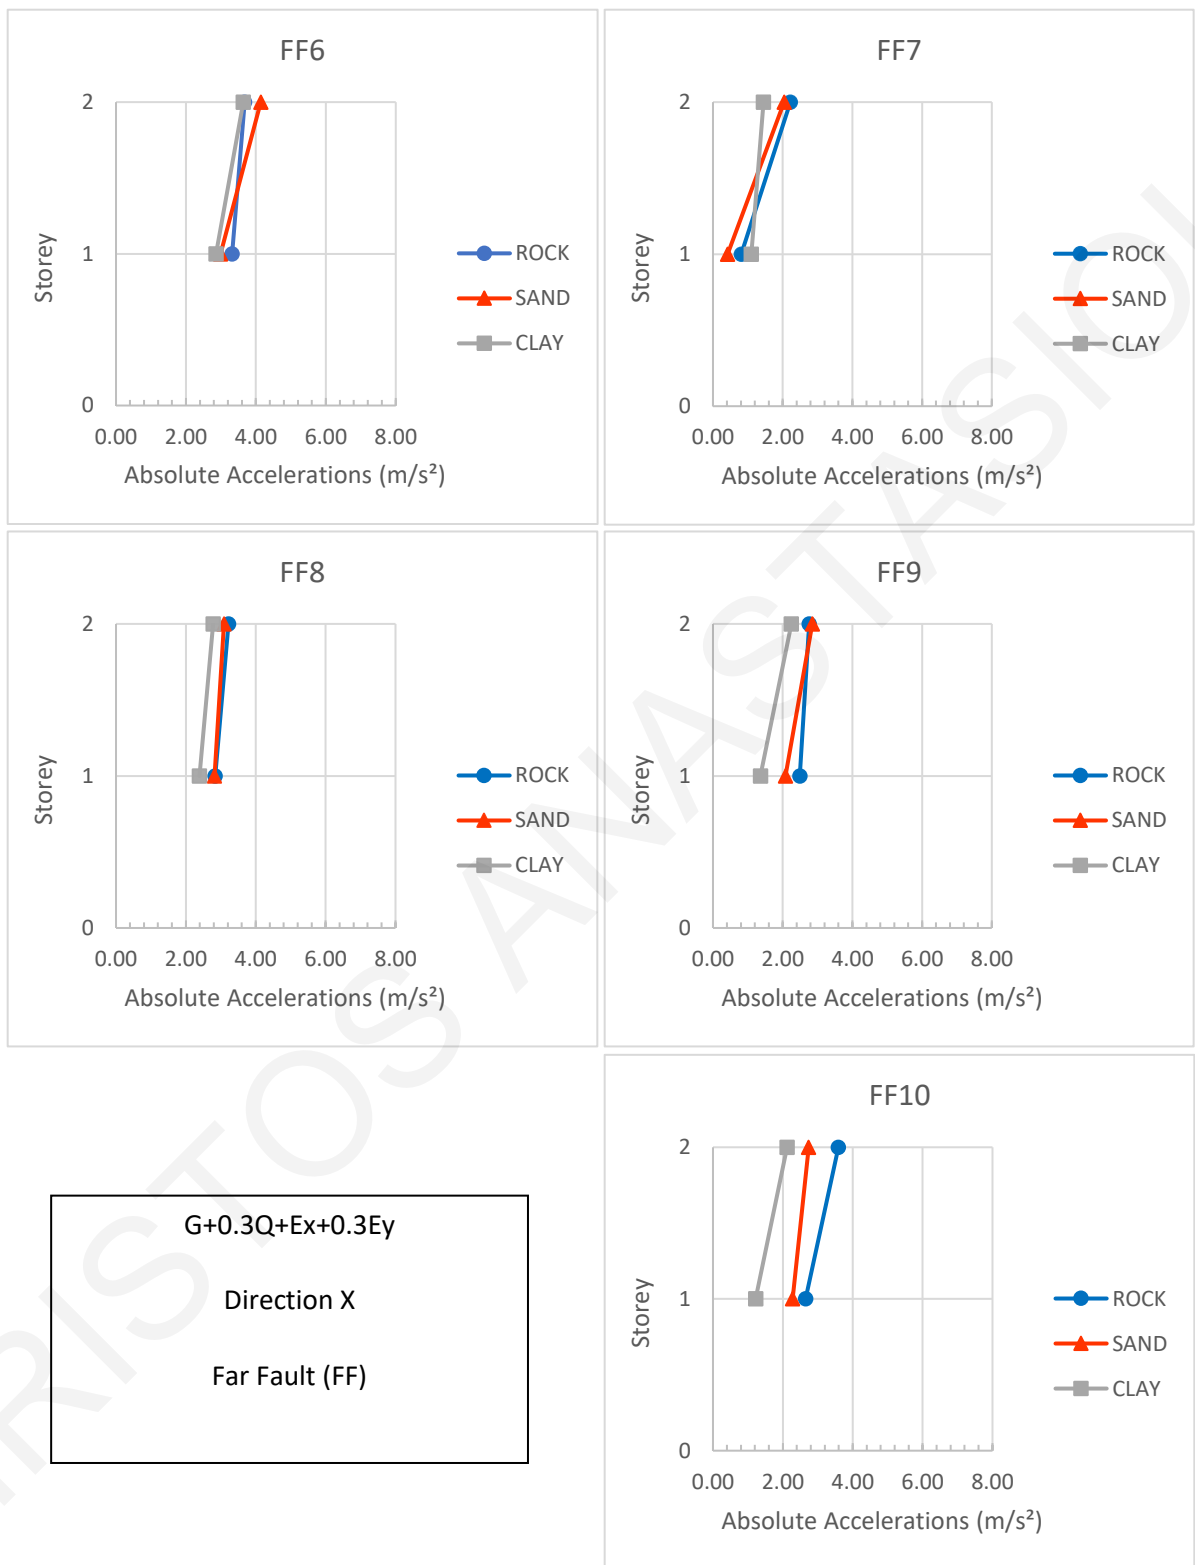 FF6
2
1
0
Storey
0.00 2.00 4.00 6.00 8.00
Absolute Accelerations (m/s²)
ROCK
SAND
CLAY
FF7
2
1
0
Storey
0.00 2.00 4.00 6.00 8.00
Absolute Accelerations (m/s²)
ROCK
SAND
CLAY
FF8
2
1
0
Storey
0.00 2.00 4.00 6.00 8.00
Absolute Accelerations (m/s²)
ROCK
SAND
CLAY
FF9
2
1
0
Storey
0.00 2.00 4.00 6.00 8.00
Absolute Accelerations (m/s²)
ROCK
SAND
CLAY
G+0.3Q+Ex+0.3Ey
Direction X
Far Fault (FF)
FF10
2
1
0
Storey
0.00 2.00 4.00 6.00 8.00
Absolute Accelerations (m/s²)
ROCK
SAND
CLAY
RISTOS ANASTASIOU